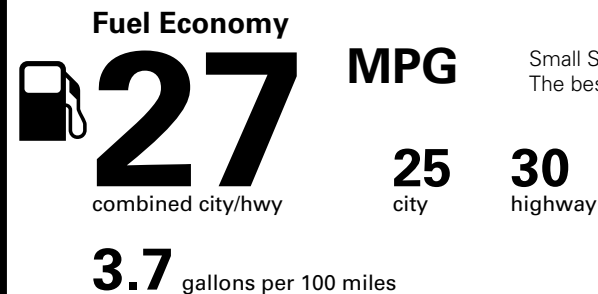 Fuel Economy
27 MPG
Small
The
combined city/hwy
25 city
30 highway
3.7 gallons per 100 miles